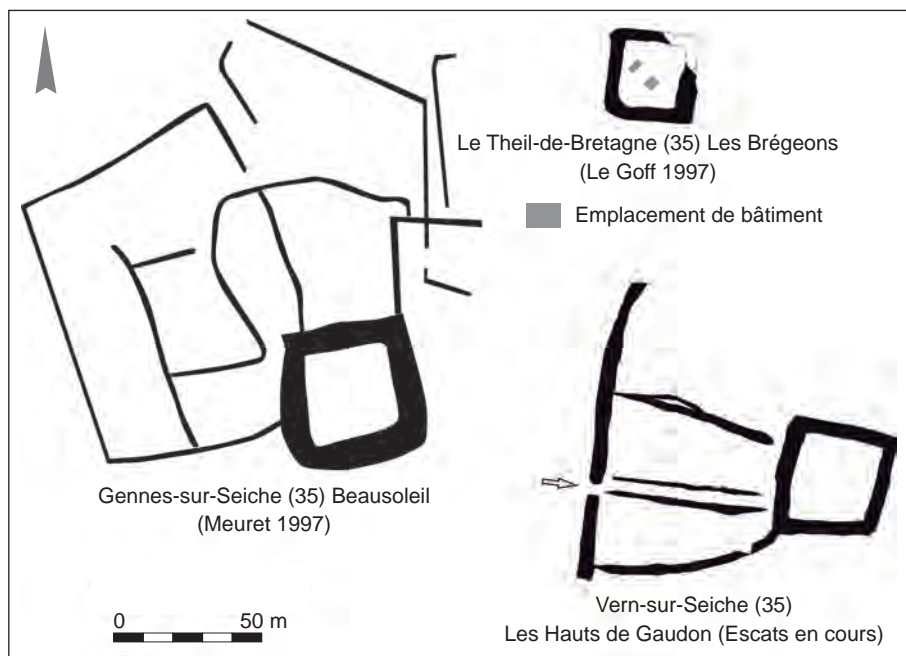 Le Theil-de-Bretagne (35) Les Brégeons
(Le Goff 1997)
Emplacement de bâtiment
Gennes-sur-Seiche (35) Beausoleil
(Meuret 1997)
0 50 m
Vern-sur-Seiche (35)
Les Hauts de Gaudon (Escats en cours)